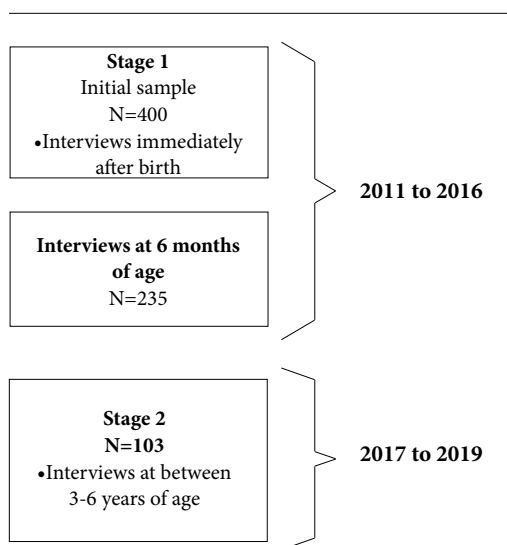 Stage 1
Initial sample
N=400
•Interviews immediately
after birth
2011 to 2016
Interviews at 6 months
of age
N=235
Stage 2
N=103
•Interviews at between
3-6 years of age
2017 to 2019